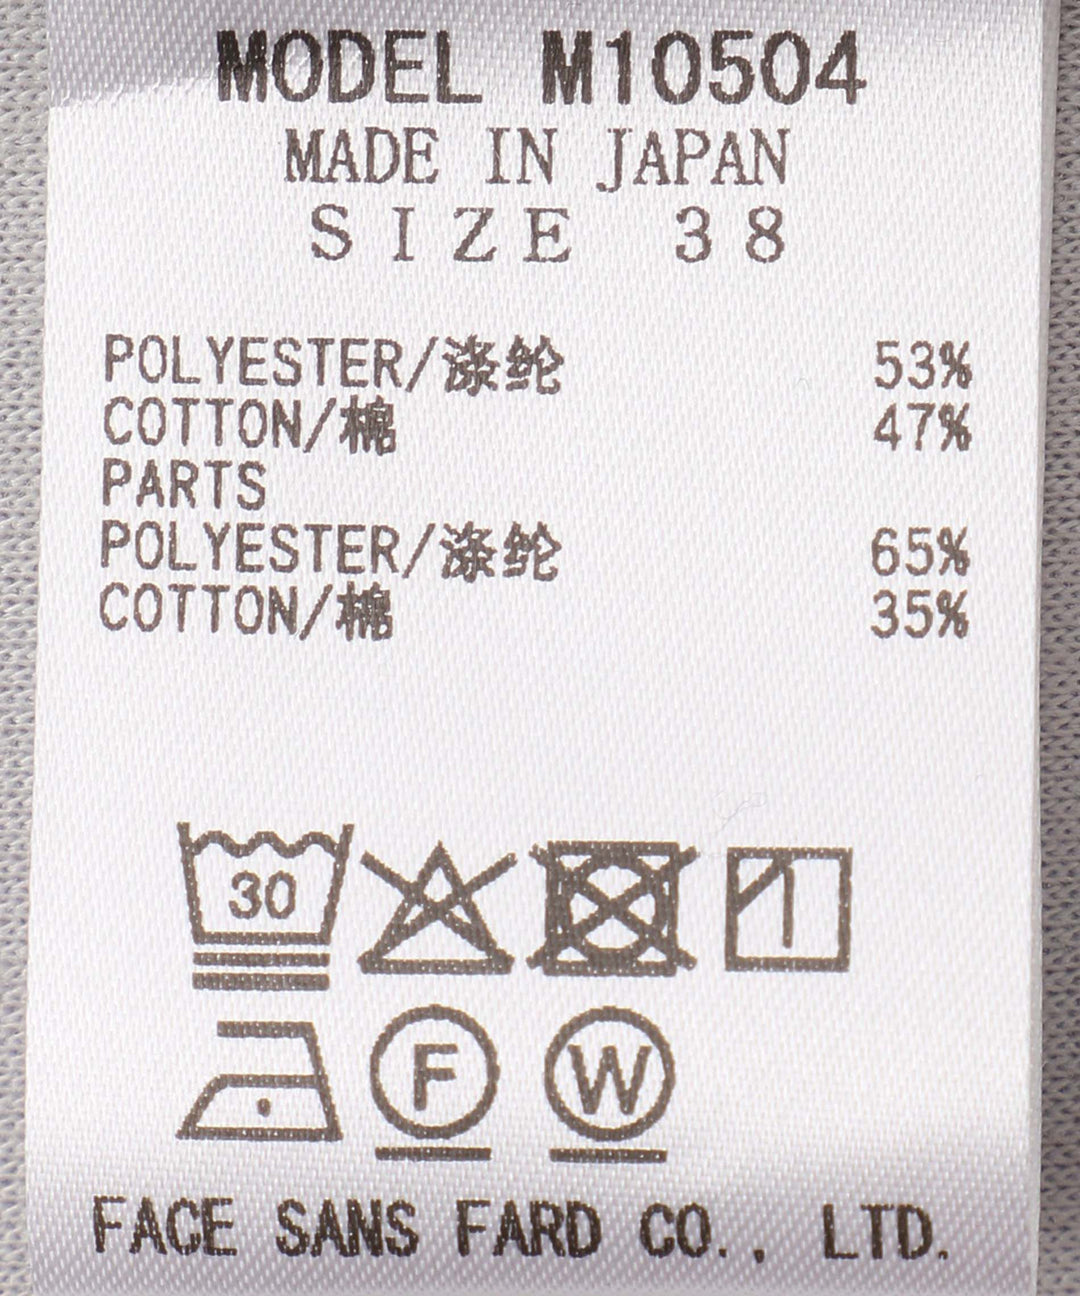 MODEL M10504
MADE IN JAPAN
SIZE 38
POLYESTER/涤纶 53%
COTTON/棉 47%
PARTS
POLYESTER/涤纶 65%
COTTON/棉 35%
30
F W
FACE SANS FARD CO., LTD.